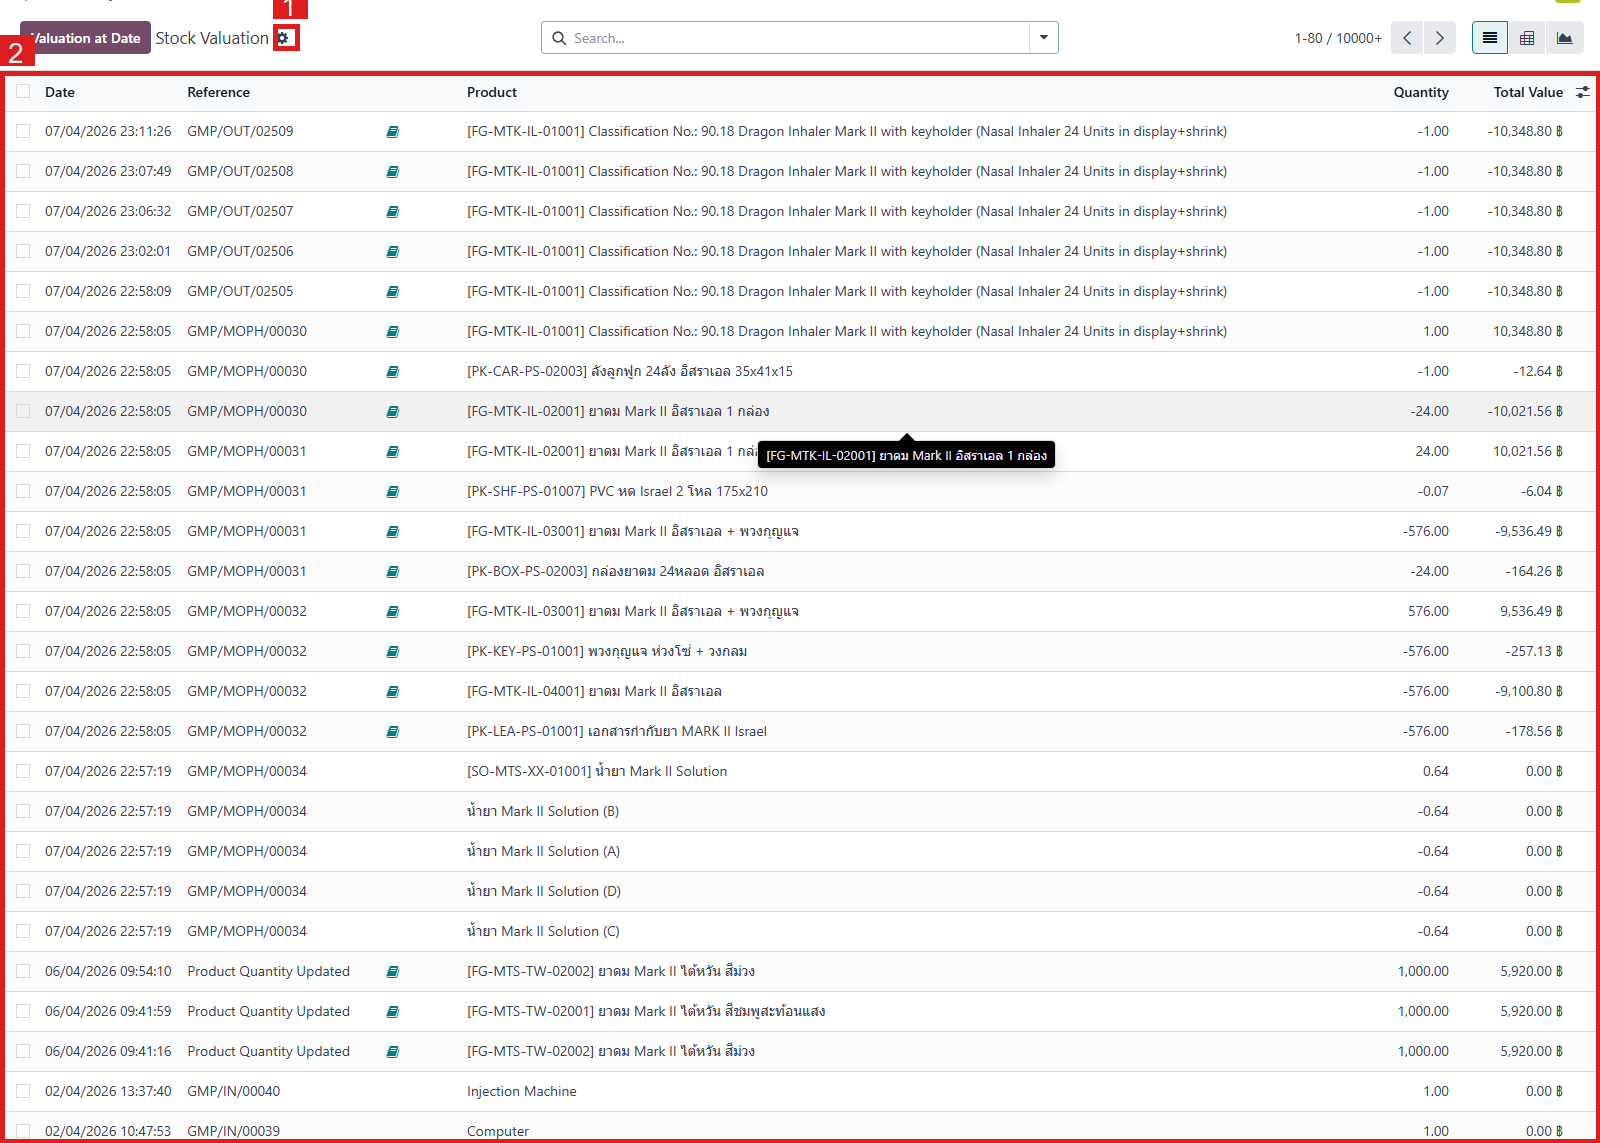 1
Valuation at Date Stock Valuation Search... 1-80 / 10000+
2
Date Reference Product Quantity Total Value
07/04/2026 23:11:26 GMP/OUT/02509 [FG-MTK-IL-01001] Classification No.: 90.18 Dragon Inhaler Mark II with keyholder (Nasal Inhaler 24 Units in display+shrink) -1.00 -10,348.80 ฿
07/04/2026 23:07:49 GMP/OUT/02508 [FG-MTK-IL-01001] Classification No.: 90.18 Dragon Inhaler Mark II with keyholder (Nasal Inhaler 24 Units in display+shrink) -1.00 -10,348.80 ฿
07/04/2026 23:06:32 GMP/OUT/02507 [FG-MTK-IL-01001] Classification No.: 90.18 Dragon Inhaler Mark II with keyholder (Nasal Inhaler 24 Units in display+shrink) -1.00 -10,348.80 ฿
07/04/2026 23:02:01 GMP/OUT/02506 [FG-MTK-IL-01001] Classification No.: 90.18 Dragon Inhaler Mark II with keyholder (Nasal Inhaler 24 Units in display+shrink) -1.00 -10,348.80 ฿
07/04/2026 22:58:09 GMP/OUT/02505 [FG-MTK-IL-01001] Classification No.: 90.18 Dragon Inhaler Mark II with keyholder (Nasal Inhaler 24 Units in display+shrink) -1.00 -10,348.80 ฿
07/04/2026 22:58:05 GMP/MOPH/00030 [FG-MTK-IL-01001] Classification No.: 90.18 Dragon Inhaler Mark II with keyholder (Nasal Inhaler 24 Units in display+shrink) 1.00 10,348.80 ฿
07/04/2026 22:58:05 GMP/MOPH/00030 [PK-CAR-PS-02003] ลังลูกฟูก 24ลัง อิสราเอล 35x41x15 -1.00 -12.64 ฿
07/04/2026 22:58:05 GMP/MOPH/00030 [FG-MTK-IL-02001] ยาดม Mark II อิสราเอล 1 กล่อง -24.00 -10,021.56 ฿
07/04/2026 22:58:05 GMP/MOPH/00031 [FG-MTK-IL-02001] ยาดม Mark II อิสราเอล 1 24.00 10,021.56 ฿
[FG-MTK-IL-02001] ยาดม Mark II อิสราเอล 1 กล่อง
07/04/2026 22:58:05 GMP/MOPH/00031 [PK-SHF-PS-01007] PVC หด Israel 2 โหล 175x210 -0.07 -6.04 ฿
07/04/2026 22:58:05 GMP/MOPH/00031 [FG-MTK-IL-03001] ยาดม Mark II อิสราเอล + พวงกุญแจ -576.00 -9,536.49 ฿
07/04/2026 22:58:05 GMP/MOPH/00031 [PK-BOX-PS-02003] กล่องยาดม 24หลอด อิสราเอล -24.00 -164.26 ฿
07/04/2026 22:58:05 GMP/MOPH/00032 [FG-MTK-IL-03001] ยาดม Mark II อิสราเอล + พวงกุญแจ 576.00 9,536.49 ฿
07/04/2026 22:58:05 GMP/MOPH/00032 [PK-KEY-PS-01001] พวงกุญแจ ห่วงโซ่ + วงกลม -576.00 -257.13 ฿
07/04/2026 22:58:05 GMP/MOPH/00032 [FG-MTK-IL-04001] ยาดม Mark II อิสราเอล -576.00 -9,100.80 ฿
07/04/2026 22:58:05 GMP/MOPH/00032 [PK-LEA-PS-01001] เอกสารกำกับยา MARK II Israel -576.00 -178.56 ฿
07/04/2026 22:57:19 GMP/MOPH/00034 [SO-MTS-XX-01001] น้ำยา Mark II Solution 0.64 0.00 ฿
07/04/2026 22:57:19 GMP/MOPH/00034 น้ำยา Mark II Solution (B) -0.64 0.00 ฿
07/04/2026 22:57:19 GMP/MOPH/00034 น้ำยา Mark II Solution (A) -0.64 0.00 ฿
07/04/2026 22:57:19 GMP/MOPH/00034 น้ำยา Mark II Solution (D) -0.64 0.00 ฿
07/04/2026 22:57:19 GMP/MOPH/00034 น้ำยา Mark II Solution (C) -0.64 0.00 ฿
06/04/2026 09:54:10 Product Quantity Updated [FG-MTS-TW-02002] ยาดม Mark II ไต้หวัน สีม่วง 1,000.00 5,920.00 ฿
06/04/2026 09:41:59 Product Quantity Updated [FG-MTS-TW-02001] ยาดม Mark II ไต้หวัน สีชมพูสะท้อนแสง 1,000.00 5,920.00 ฿
06/04/2026 09:41:16 Product Quantity Updated [FG-MTS-TW-02002] ยาดม Mark II ไต้หวัน สีม่วง 1,000.00 5,920.00 ฿
02/04/2026 13:37:40 GMP/IN/00040 Injection Machine 1.00 0.00 ฿
02/04/2026 10:47:53 GMP/IN/00039 Computer 1.00 0.00 ฿